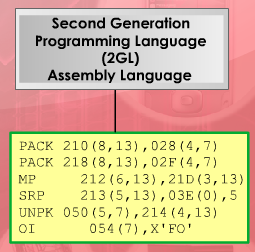 Second Generation
Programming Language
(2GL)
Assembly Language
PACK 210(8,13),028(4,7)
PACK 218(8,13),02F(4,7)
MP 212(6,13),21D(3,13)
SRP 213(5,13),03E(0),5
UNPK 050(5,7),214(4,13)
OI 054(7),X'FO'